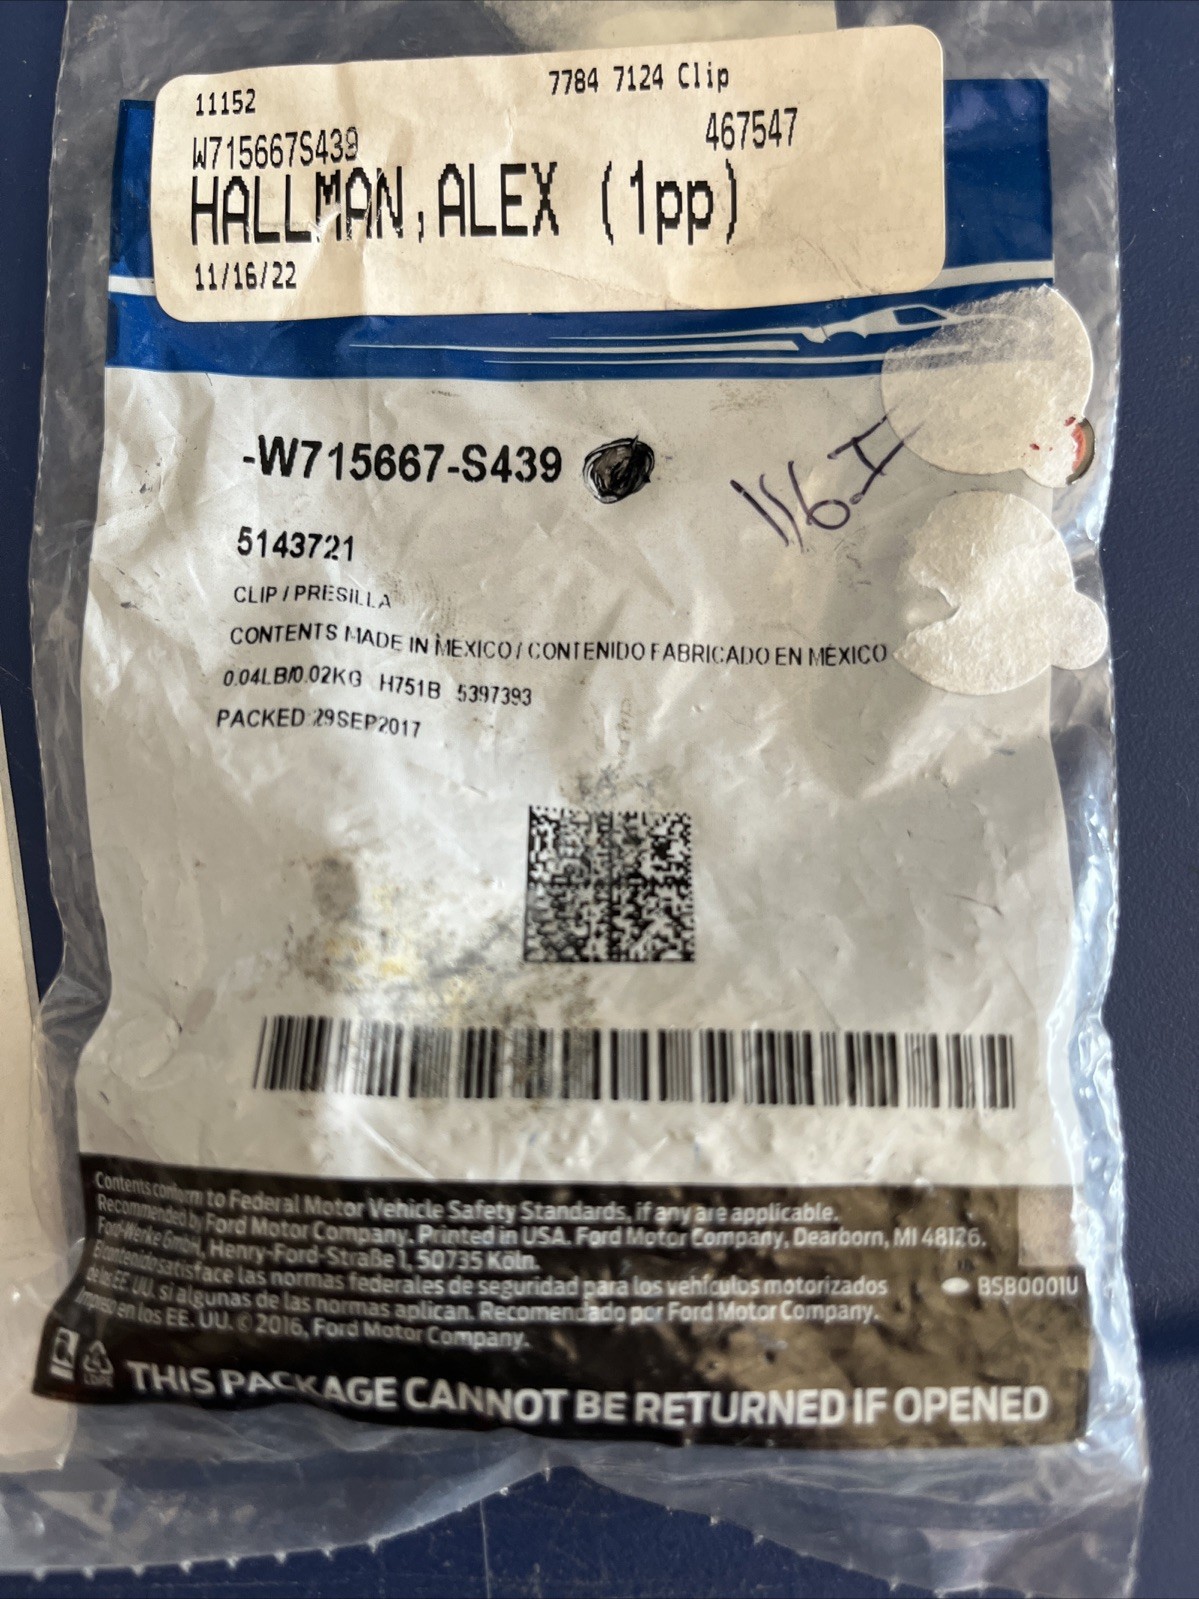 11152 7784 7124 Clip
W715667S439 467547
HALLMAN,ALEX (1pp)
11/16/22
-W715667-S439
116-I
5143721
CLIP / PRESILLA
CONTENTS MADE IN MEXICO / CONTENIDO FABRICADO EN MEXICO
0.04LB/0.02KG H751B 5397393
PACKED:29SEP2017
Contents conform to Federal Motor Vehicle Safety Standards, if any are applicable.
Recommended by Ford Motor Company. Printed in USA. Ford Motor Company, Dearborn, MI 48126.
Ford-Werke GmbH, Henry-Ford-Straße 1, 50735 Köln.
El contenido satisface las normas federales de seguridad para los vehículos motorizados
de los EE. UU. si algunas de las normas aplican. Recomendado por Ford Motor Company.
Impreso en los EE. UU. © 2016, Ford Motor Company.
BSB0001U
THIS PACKAGE CANNOT BE RETURNED IF OPENED